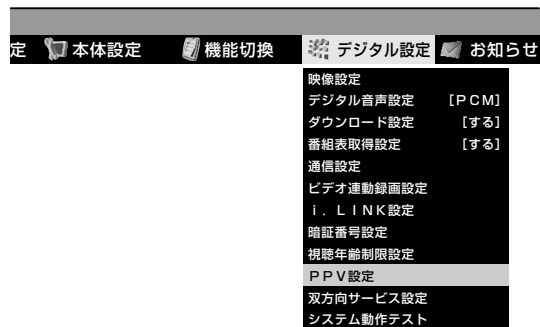 定 本体設定 機能切換 デジタル設定 お知らせ
映像設定
デジタル音声設定 [ＰＣＭ]
ダウンロード設定 [する]
番組表取得設定 [する]
通信設定
ビデオ連動録画設定
ｉ．ＬＩＮＫ設定
暗証番号設定
視聴年齢制限設定
ＰＰＶ設定
双方向サービス設定
システム動作テスト